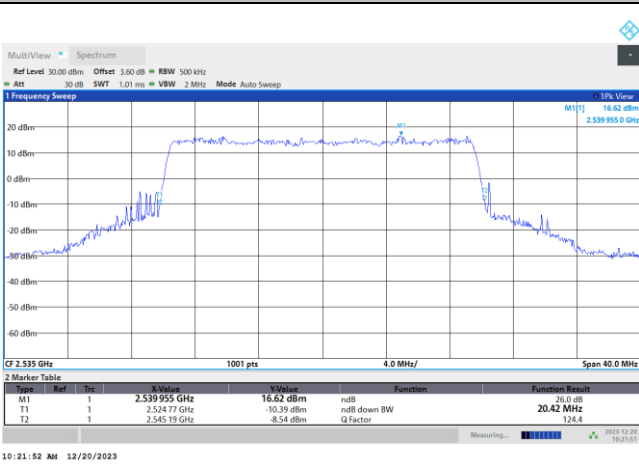 MultiView Spectrum
Ref Level 30.00 dBm Offset 3.60 dB RBW 500 kHz
Att 30 dB SWT 1.01 ms VBW 2 MHz Mode Auto Sweep
1 Frequency Sweep 1Pk View
M1[1] 16.62 dBm
2.539 955 0 GHz
M1
20 dBm
10 dBm
0 dBm
T1 T2
-10 dBm
-20 dBm
-30 dBm
-40 dBm
-50 dBm
-60 dBm
CF 2.535 GHz 1001 pts 4.0 MHz/ Span 40.0 MHz
2 Marker Table
Type Ref Trc X-Value Y-Value Function Function Result
M1 1 2.539 955 GHz 16.62 dBm ndB 26.0 dB
T1 1 2.524 77 GHz -10.39 dBm ndB down BW 20.42 MHz
T2 1 2.545 19 GHz -8.54 dBm Q Factor 124.4
Measuring... 2023-12-20
10:21:51
10:21:52 AM 12/20/2023